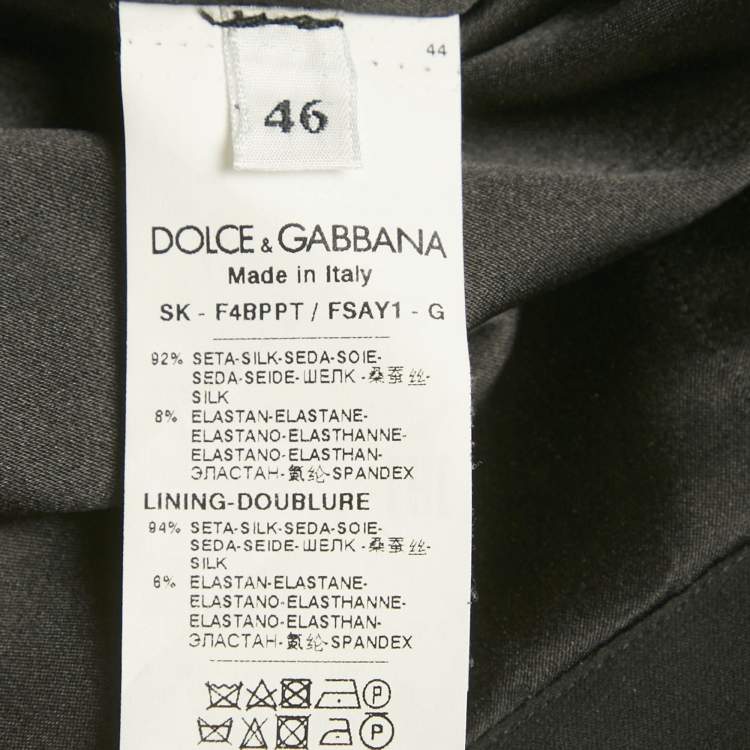 44
46
DOLCE & GABBANA
Made in Italy
SK - F4BPPT / FSAY1 - G
92% SETA-SILK-SEDA-SOIE-
SEDA-SEIDE-ШЕЛК-桑蚕丝-
SILK
8% ELASTAN-ELASTANE-
ELASTANO-ELASTHANNE-
ELASTANO-ELASTHAN-
ЭЛАСТАН-氨纶-SPANDEX
LINING-DOUBLURE
94% SETA-SILK-SEDA-SOIE-
SEDA-SEIDE-ШЕЛК-桑蚕丝-
SILK
6% ELASTAN-ELASTANE-
ELASTANO-ELASTHANNE-
ELASTANO-ELASTHAN-
ЭЛАСТАН-氨纶-SPANDEX
P
P